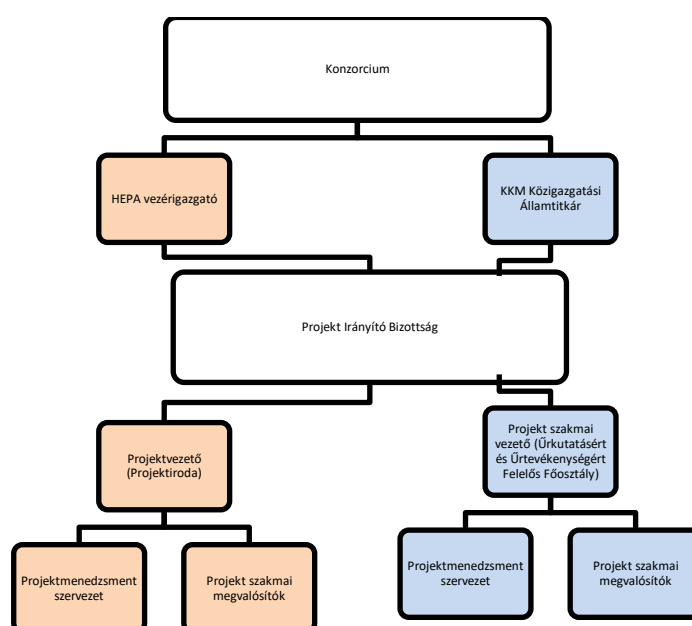 Konzorcium
HEPA vezérigazgató
KKM Közigazgatási
Államtitkár
Projekt Irányító Bizottság
Projektvezető
(Projektiroda)
Projekt szakmai
vezető (Űrkutatásért
és Űrtevékenységért
Felelős Főosztály)
Projektmenedzsment
szervezet
Projekt szakmai
megvalósítók
Projektmenedzsment
szervezet
Projekt szakmai
megvalósítók